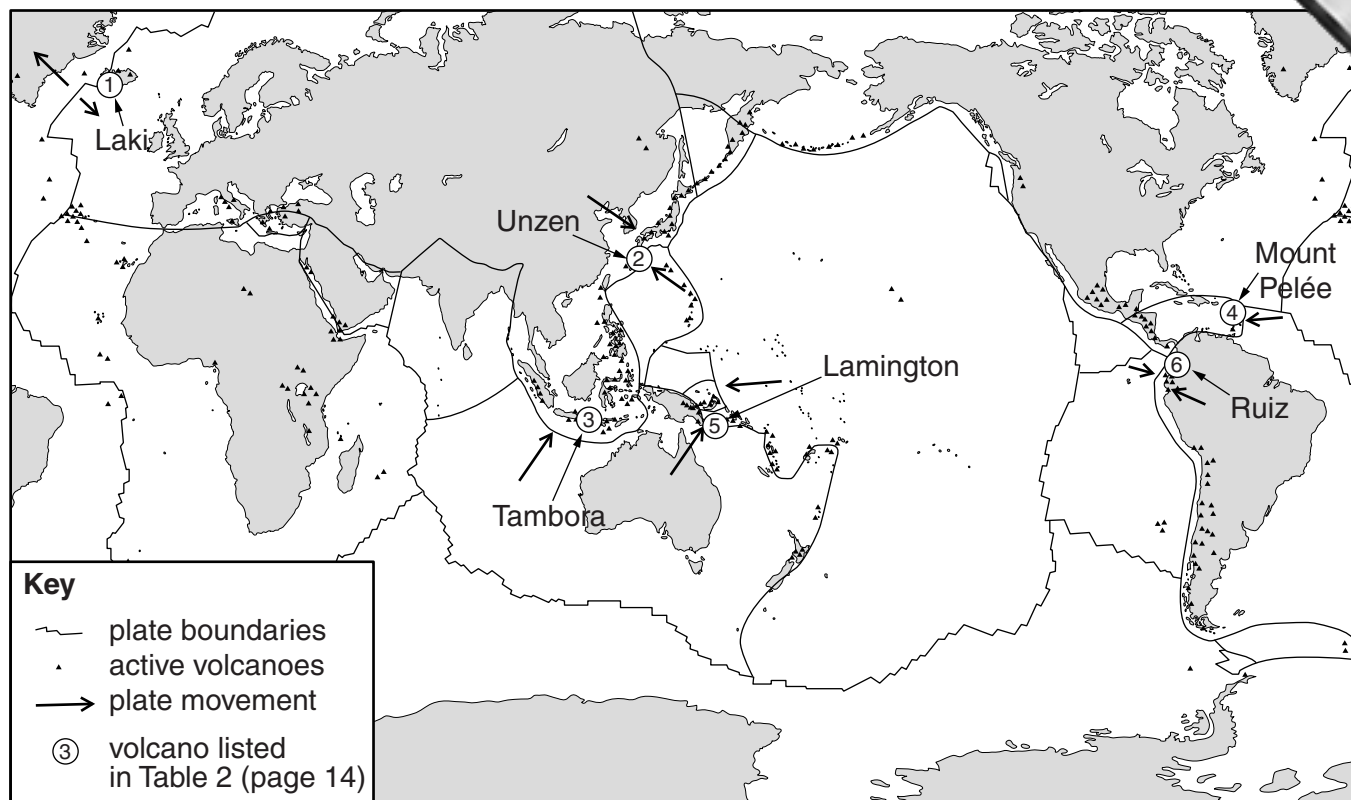 1
Laki
Unzen
2
Mount
Pelée
4
Lamington
6
Ruiz
3
5
Tambora
Key
plate boundaries
active volcanoes
plate movement
3
volcano listed
in Table 2 (page 14)